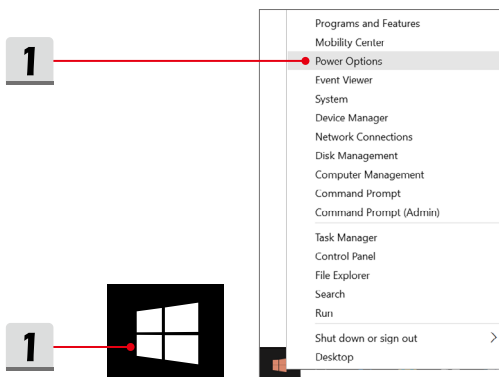 1
Programs and Features
Mobility Center
Power Options
Event Viewer
System
Device Manager
Network Connections
Disk Management
Computer Management
Command Prompt
Command Prompt (Admin)
Task Manager
Control Panel
File Explorer
Search
Run
Shut down or sign out
Desktop
1